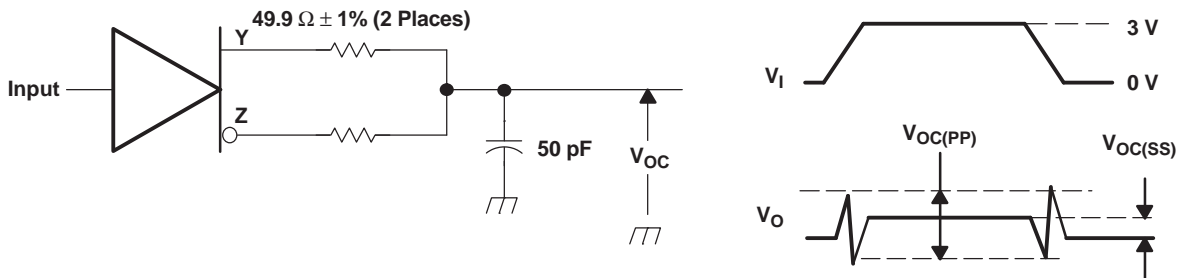 49.9 Ω ± 1% (2 Places)
Y
Input
Z
50 pF
VOC
3 V
VI
0 V
VOC(PP)
VOC(SS)
VO